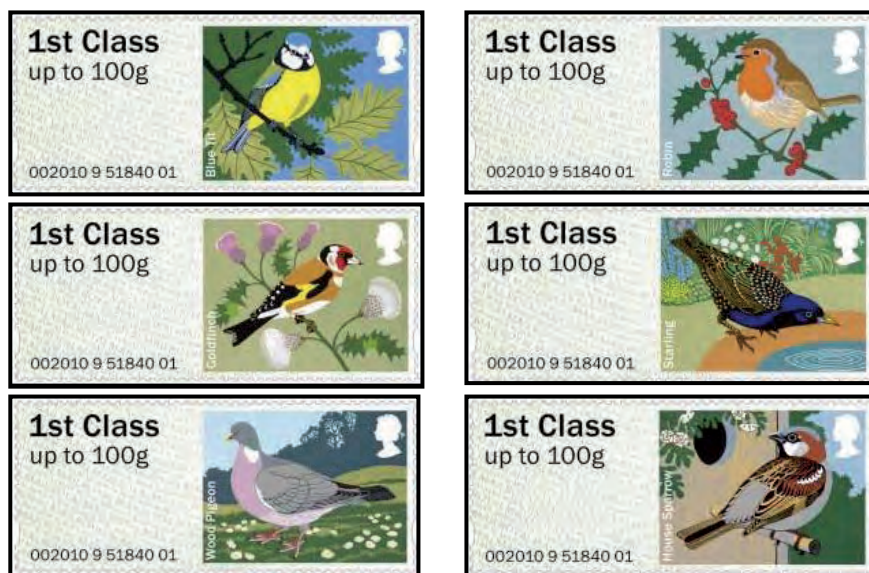 1st Class
up to 100g
002010 9 51840 01
Blue Tit
1st Class
up to 100g
002010 9 51840 01
Robin
1st Class
up to 100g
002010 9 51840 01
Goldfinch
1st Class
up to 100g
002010 9 51840 01
Starling
1st Class
up to 100g
002010 9 51840 01
Wood Pigeon
1st Class
up to 100g
002010 9 51840 01
House Sparrow